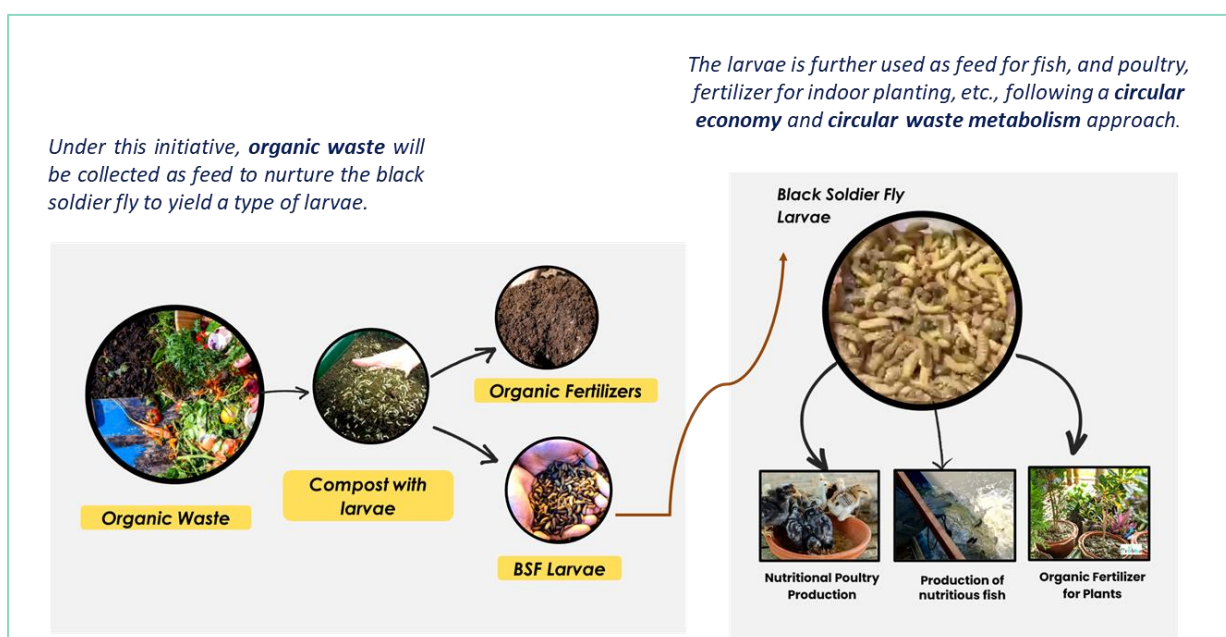 The larvae is further used as feed for fish, and poultry,
fertilizer for indoor planting, etc., following a circular
economy and circular waste metabolism approach.
Under this initiative, organic waste will
be collected as feed to nurture the black
soldier fly to yield a type of larvae.
Black Soldier Fly
Larvae
Organic Fertilizers
Compost with
larvae
Organic Waste
BSF Larvae
Nutritional Poultry
Production
Production of
nutritious fish
Organic Fertilizer
for Plants